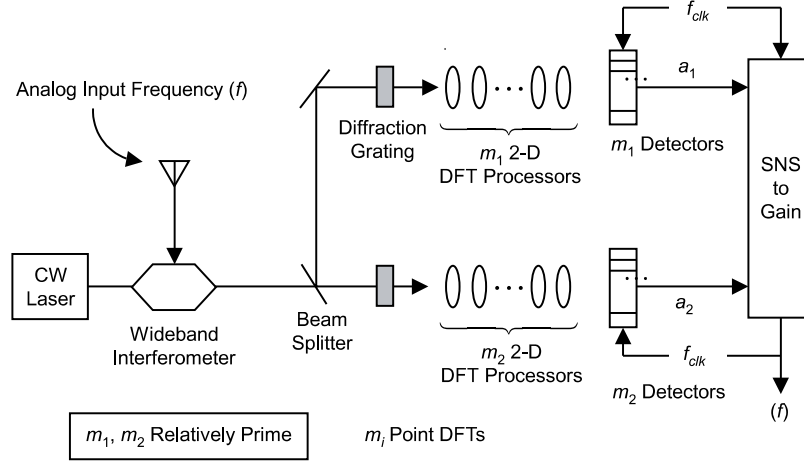 f_clk
Analog Input Frequency (f)
a_1
Diffraction
Grating
m_1 2-D
DFT Processors
m_1 Detectors
SNS
to
Gain
CW
Laser
Wideband
Interferometer
Beam
Splitter
m_2 2-D
DFT Processors
a_2
f_clk
m_2 Detectors
(f)
m_1, m_2 Relatively Prime
m_i Point DFTs